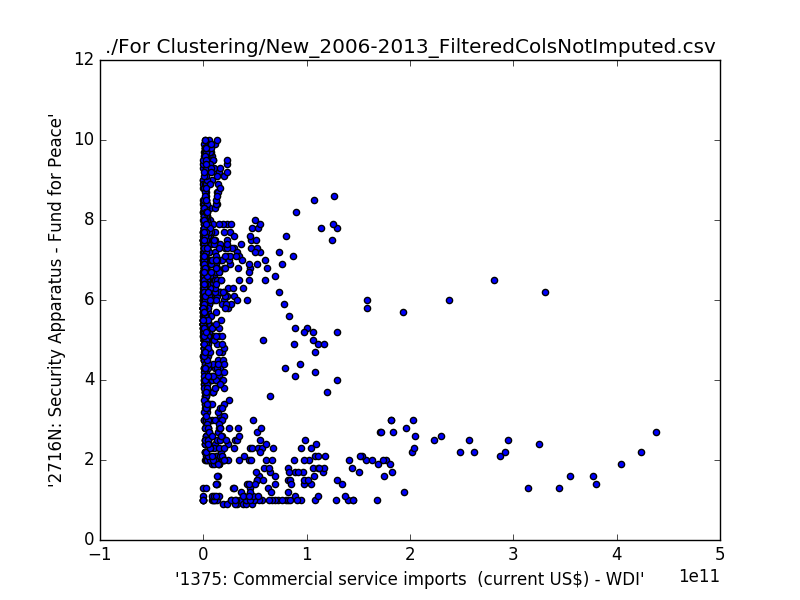 ./For Clustering/New_2006-2013_FilteredColsNotImputed.csv
12
10
8
6
4
2
0
'2716N: Security Apparatus - Fund for Peace'
−1 0 1 2 3 4 5
1e11
'1375: Commercial service imports  (current US$) - WDI'